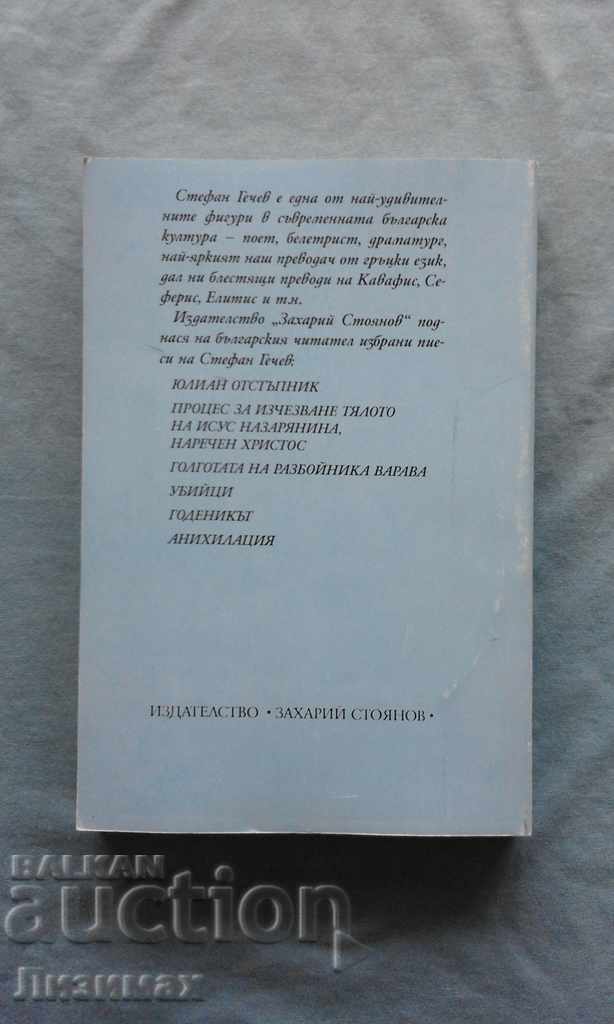 Стефан Гечев е една от най-удивител-
ните фигури в съвременната българска
култура – поет, белетрист, драматург,
най-яркият наш преводач от гръцки език,
дал ни блестящи преводи на Кавафис, Се-
ферис, Елитис и т.н.
Издателство „Захарий Стоянов“ под-
нася на българския читател избрани пие-
си на Стефан Гечев:
ЮЛИАН ОТСТЪПНИК
ПРОЦЕС ЗА ИЗЧЕЗВАНЕ ТЯЛОТО
НА ИСУС НАЗАРЯНИНА,
НАРЕЧЕН ХРИСТОС
ГОЛГОТАТА НА РАЗБОЙНИКА ВАРАВА
УБИЙЦИ
ГОДЕНИКЪТ
АНИХИЛАЦИЯ
ИЗДАТЕЛСТВО • ЗАХАРИЙ СТОЯНОВ •
BALKAN
auction
Лизимах